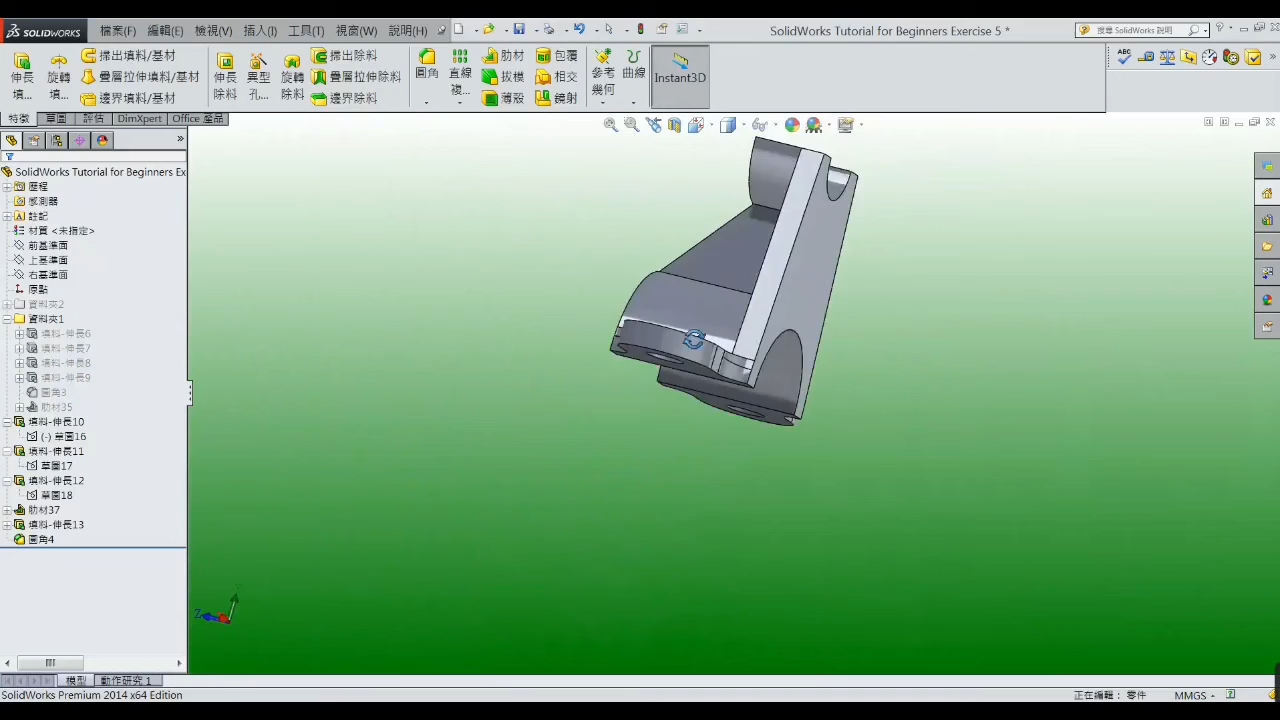 SOLIDWORKS 檔案(F) 編輯(E) 檢視(V) 插入(I) 工具(T) 視窗(W) 說明(H) SolidWorks Tutorial for Beginners Exercise 5 * 搜尋 SolidWorks 說明
伸長填...
旋轉填...
掃出填料/基材
疊層拉伸填料/基材
邊界填料/基材
伸長除料
異型孔...
旋轉除料
掃出除料
疊層拉伸除料
邊界除料
圓角
直線複...
肋材
拔模
薄殼
包覆
相交
鏡射
參考幾何
曲線
Instant3D
特徵 草圖 評估 DimXpert Office 產品
SolidWorks Tutorial for Beginners Ex
歷程
感測器
註記
材質 <未指定>
前基準面
上基準面
右基準面
原點
資料夾2
資料夾1
填料-伸長6
填料-伸長7
填料-伸長8
填料-伸長9
圓角3
肋材35
填料-伸長10
(-) 草圖16
填料-伸長11
草圖17
填料-伸長12
草圖18
肋材37
填料-伸長13
圓角4
Z
模型 動作研究 1
SolidWorks Premium 2014 x64 Edition 正在編輯: 零件 MMGS